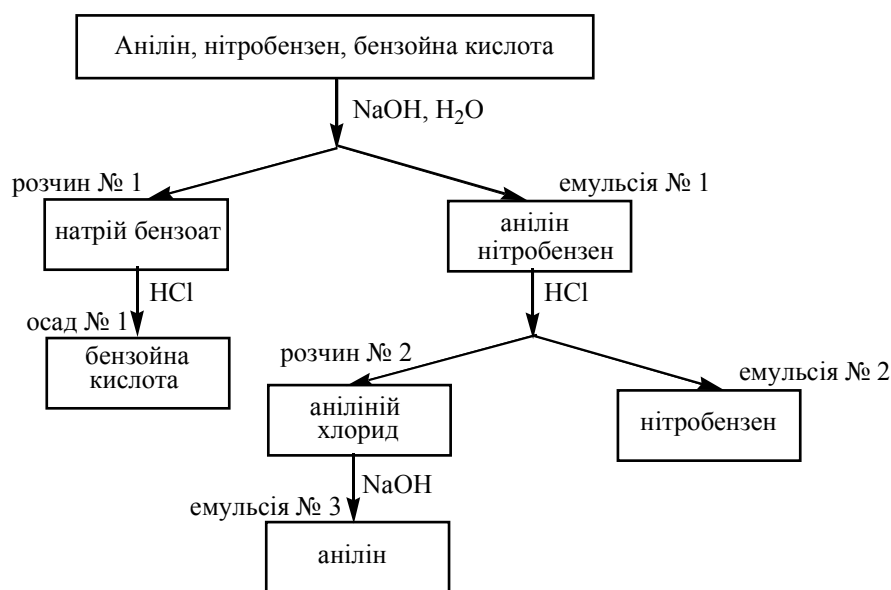 Анілін, нітробензен, бензойна кислота
NaOH, H₂O
розчин № 1
емульсія № 1
натрій бензоат
анілін
нітробензен
HCl
HCl
осад № 1
бензойна
кислота
розчин № 2
емульсія № 2
аніліній
хлорид
нітробензен
NaOH
емульсія № 3
анілін